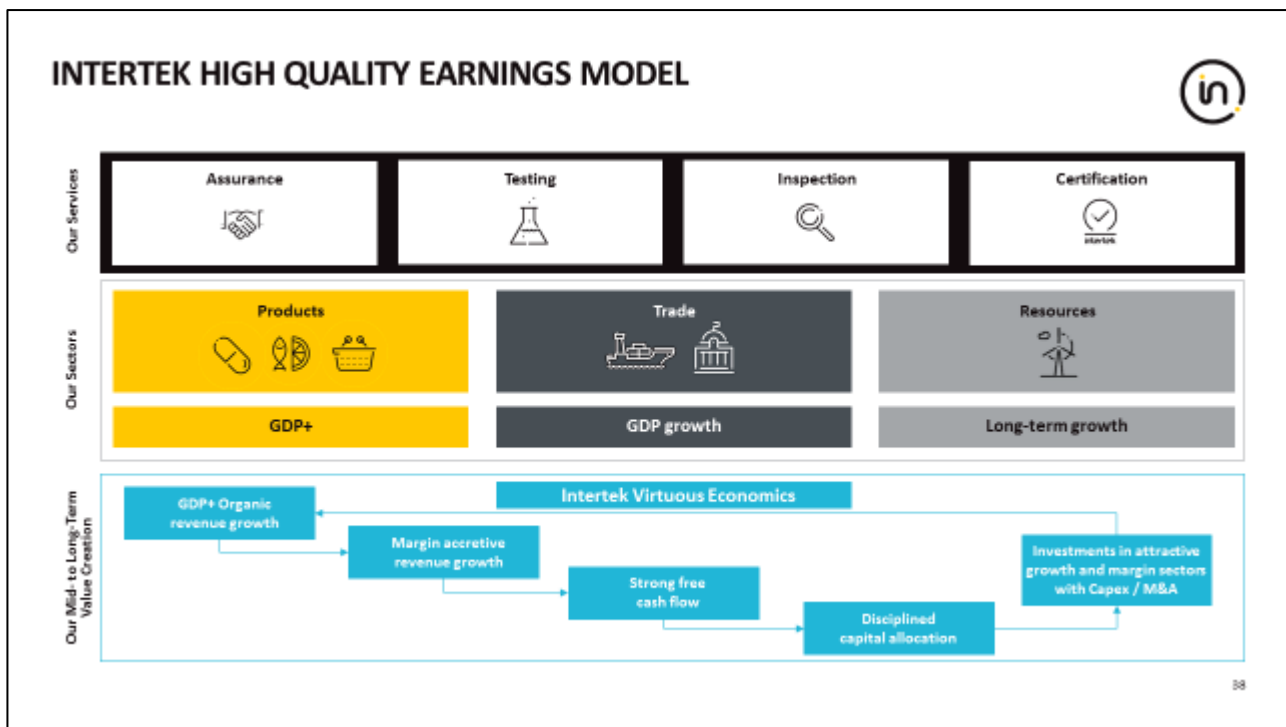 INTERTEK HIGH QUALITY EARNINGS MODEL
in
Our Services
Assurance
Testing
Inspection
Certification
intertek
Our Sectors
Products
Trade
Resources
GDP+
GDP growth
Long-term growth
Our Mid- to Long-Term
Value Creation
Intertek Virtuous Economics
GDP+ Organic
revenue growth
Margin accretive
revenue growth
Strong free
cash flow
Disciplined
capital allocation
Investments in attractive
growth and margin sectors
with Capex / M&A
38